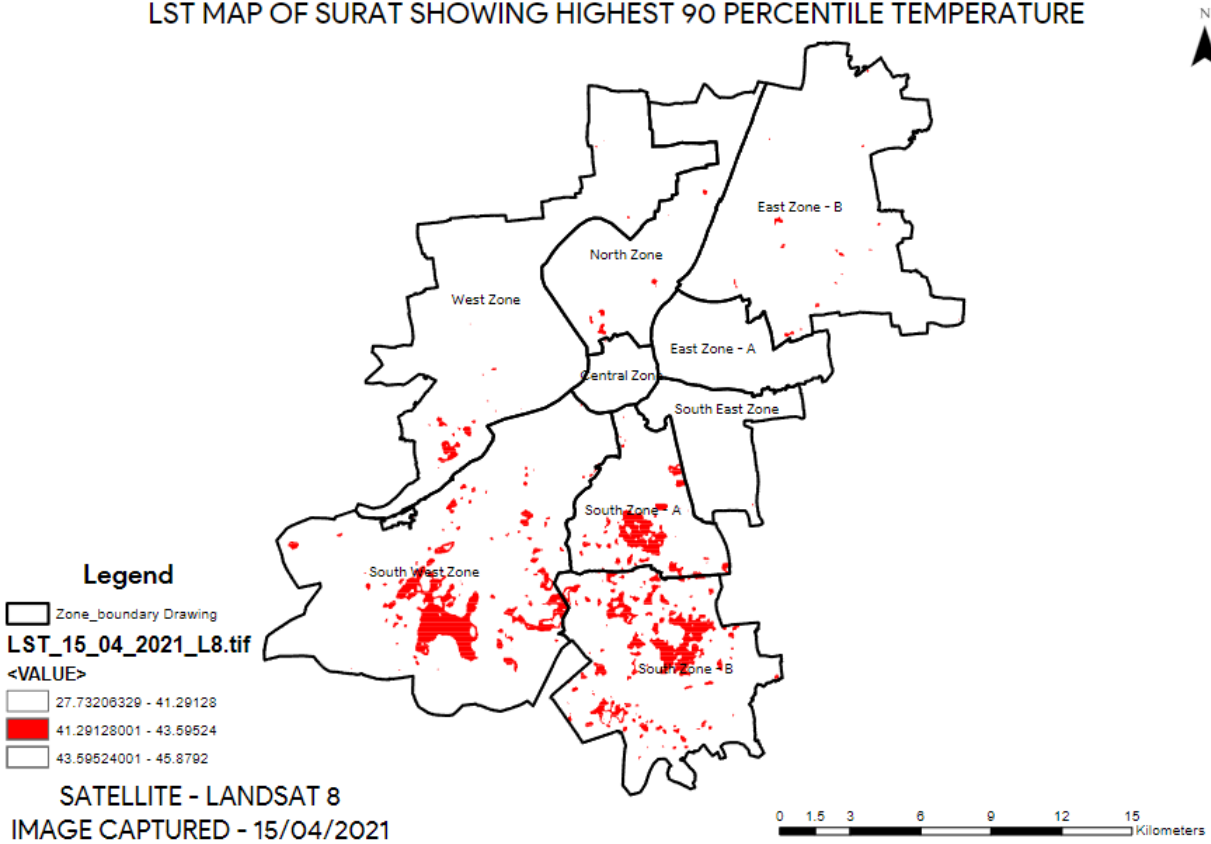 LST MAP OF SURAT SHOWING HIGHEST 90 PERCENTILE TEMPERATURE
N
East Zone - B
North Zone
West Zone
East Zone - A
Central Zone
South East Zone
South Zone - A
South West Zone
South Zone - B
Legend
Zone_boundary Drawing
LST_15_04_2021_L8.tif
<VALUE>
27.73206329 - 41.29128
41.29128001 - 43.59524
43.59524001 - 45.8792
SATELLITE - LANDSAT 8
IMAGE CAPTURED - 15/04/2021
0 1.5 3 6 9 12 15
Kilometers